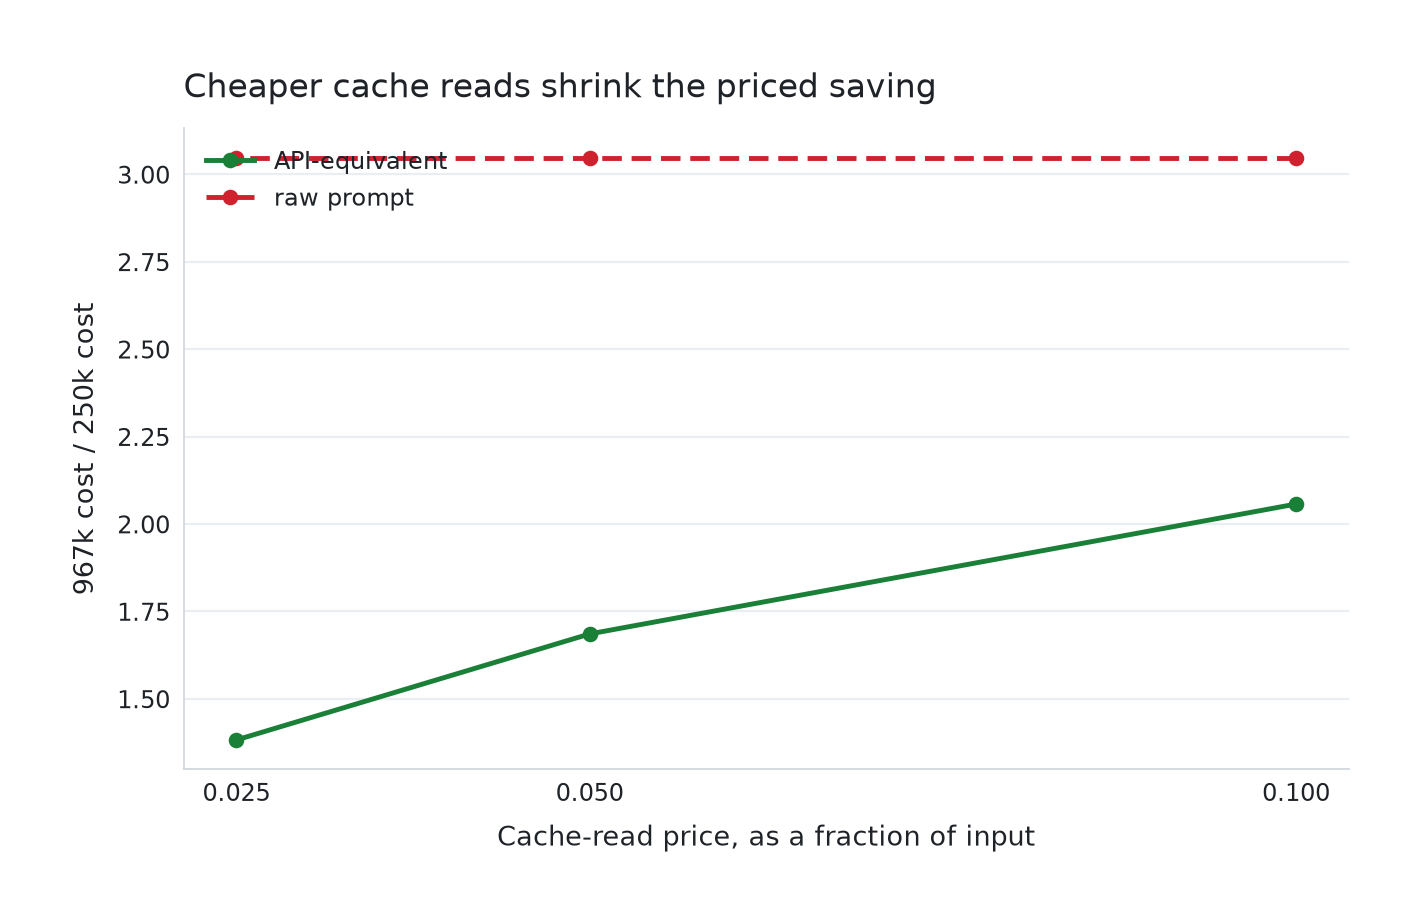 Cheaper cache reads shrink the priced saving
API-equivalent
raw prompt
3.00
2.75
2.50
2.25
2.00
1.75
1.50
967k cost / 250k cost
0.025
0.050
0.100
Cache-read price, as a fraction of input